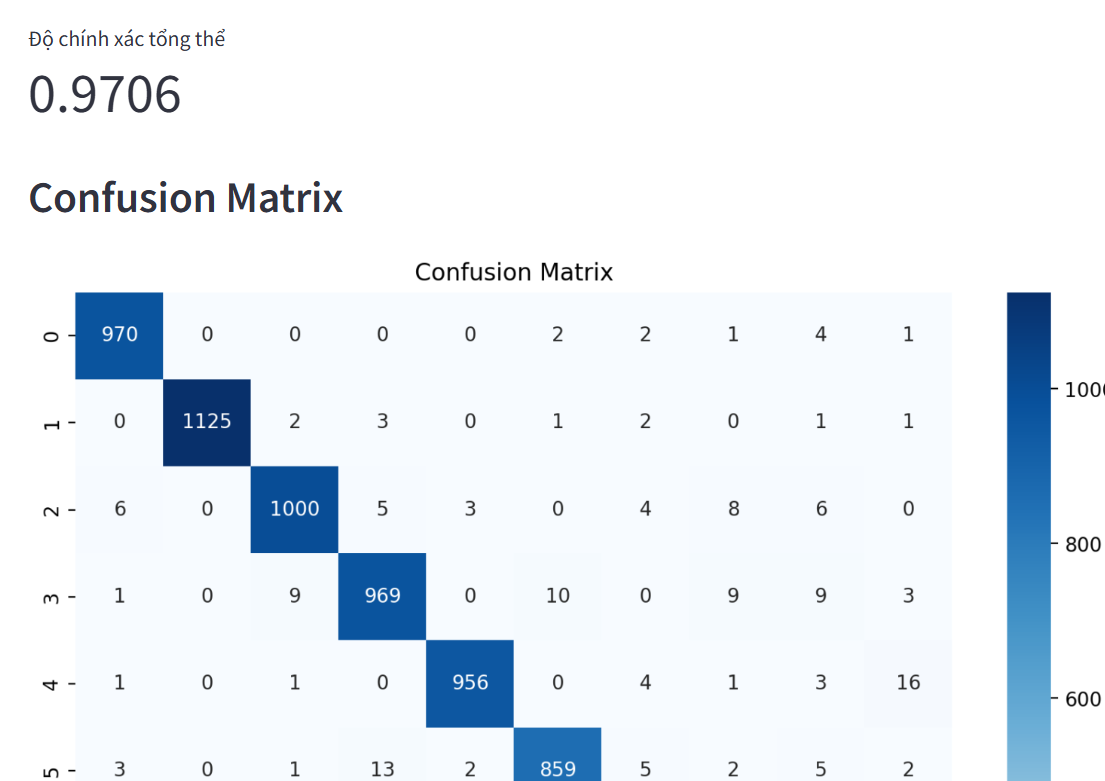 Độ chính xác tổng thể
0.9706
Confusion Matrix
Confusion Matrix
0 970 0 0 0 0 2 2 1 4 1
1 0 1125 2 3 0 1 2 0 1 1
1000
2 6 0 1000 5 3 0 4 8 6 0
800
3 1 0 9 969 0 10 0 9 9 3
4 1 0 1 0 956 0 4 1 3 16
600
5 3 0 1 13 2 859 5 2 5 2